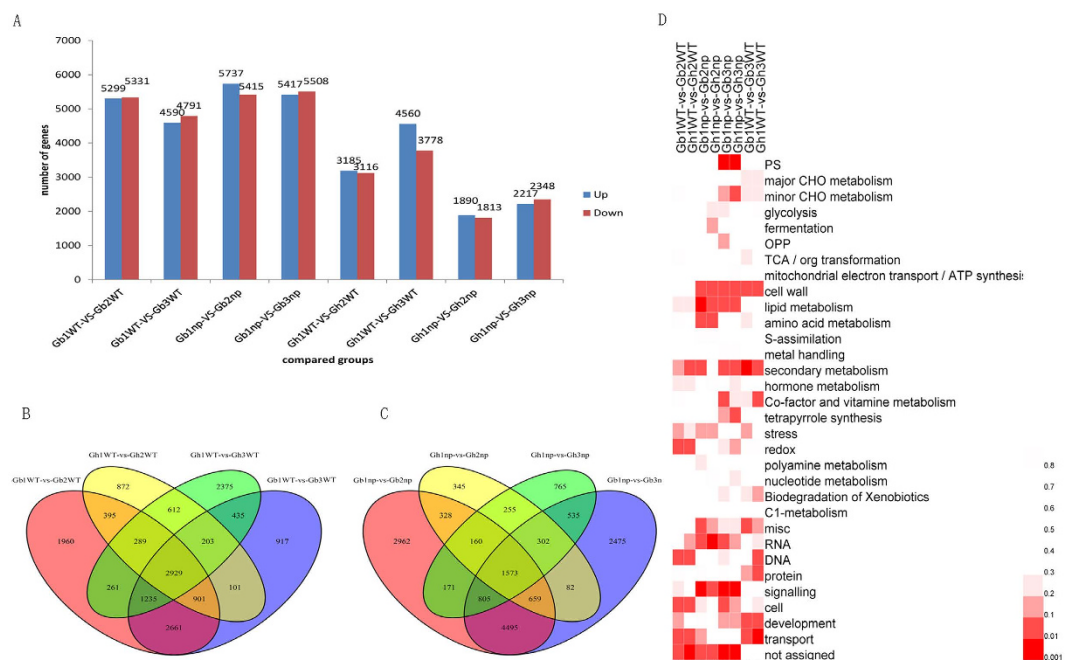 A
7000
6000
5000
4000
3000
2000
1000
0
number of genes
5299 5331
4590 4791
5737 5415
5417 5508
3185 3116
4560 3778
1890 1813
2217 2348
Up
Down
Gb1WT-VS-Gb2WT
Gb1WT-VS-Gb3WT
Gb1np-VS-Gb2np
Gb1np-VS-Gb3np
Gh1WT-VS-Gh2WT
Gh1WT-VS-Gh3WT
Gh1np-VS-Gh2np
Gh1np-VS-Gh3np
compared groups
B
Gb1WT-vs-Gb2WT
Gh1WT-vs-Gh2WT
Gh1WT-vs-Gh3WT
Gb1WT-vs-Gb3WT
872
2375
395
612
435
1960
289
203
917
2929
261
101
1235
901
2661
C
Gb1np-vs-Gb2np
Gh1np-vs-Gh2np
Gh1np-vs-Gh3np
Gb1np-vs-Gb3n
345
765
328
255
535
2962
160
302
2475
1573
171
82
805
659
4495
D
Gb1WT-vs-Gb2WT
Gh1WT-vs-Gh2WT
Gb1np-vs-Gb2np
Gh1np-vs-Gh2np
Gb1np-vs-Gb3np
Gh1np-vs-Gh3np
Gb1WT-vs-Gb3WT
Gh1WT-vs-Gh3WT
PS
major CHO metabolism
minor CHO metabolism
glycolysis
fermentation
OPP
TCA / org transformation
mitochondrial electron transport / ATP synthesis
cell wall
lipid metabolism
amino acid metabolism
S-assimilation
metal handling
secondary metabolism
hormone metabolism
Co-factor and vitamine metabolism
tetrapyrrole synthesis
stress
redox
polyamine metabolism
nucleotide metabolism
Biodegradation of Xenobiotics
C1-metabolism
misc
RNA
DNA
protein
signalling
cell
development
transport
not assigned
0.8
0.7
0.6
0.5
0.4
0.3
0.2
0.1
0.01
0.001